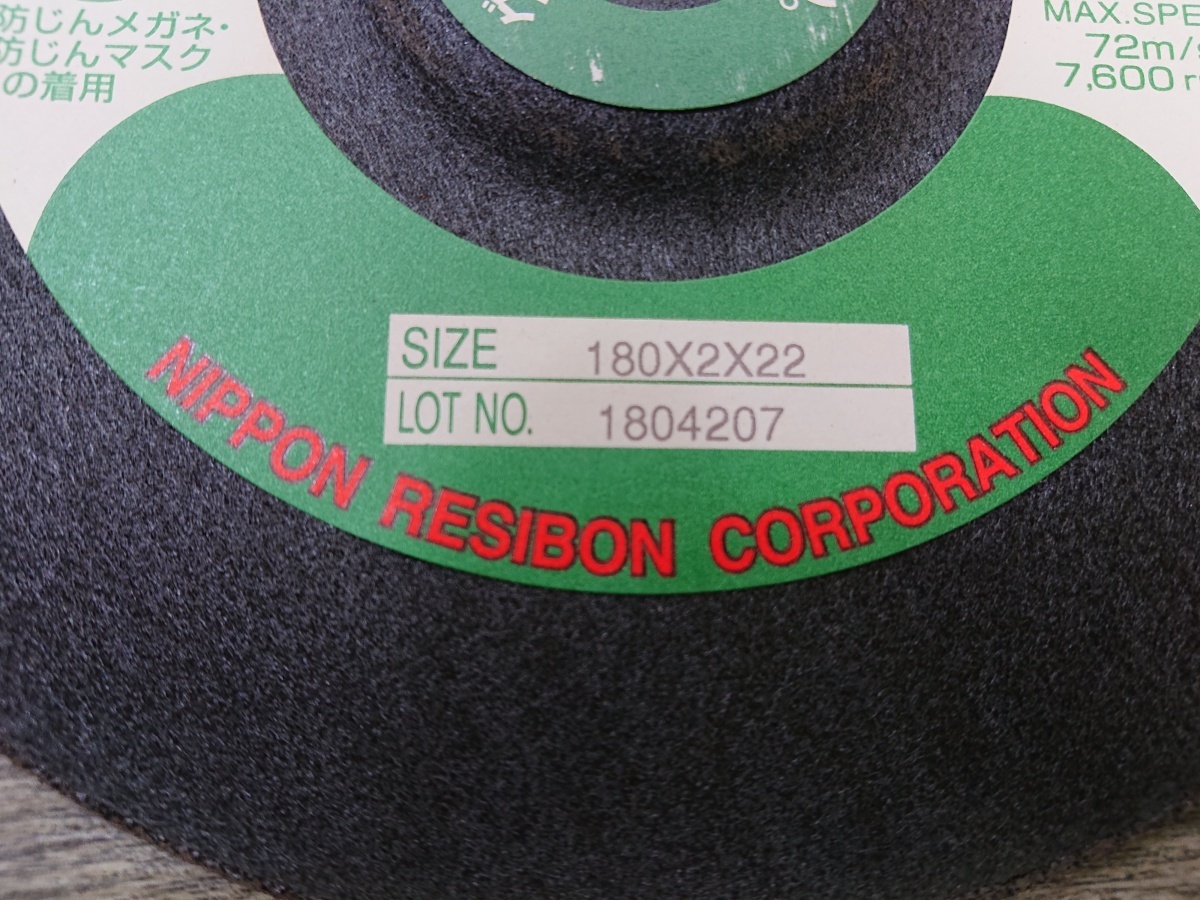 防じんメガネ・
防じんマスク
の着用
MAX.SPE
72m/s
7,600 r
SIZE 180X2X22
LOT NO. 1804207
NIPPON RESIBON CORPORATION